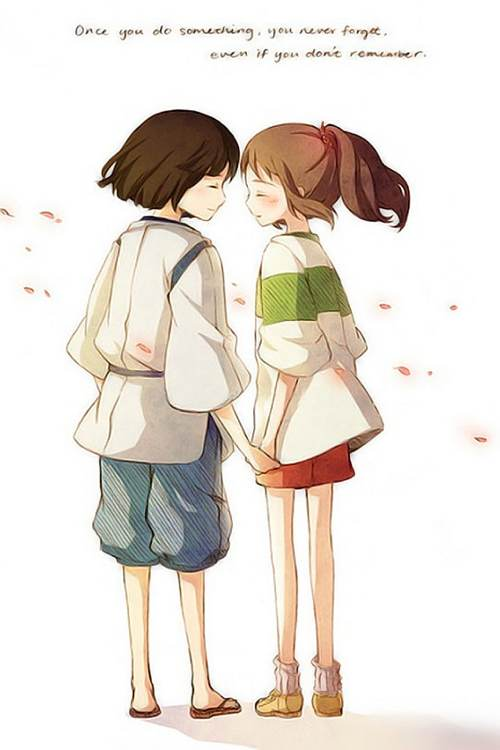 Once you do something, you never forget,
even if you don't remember.